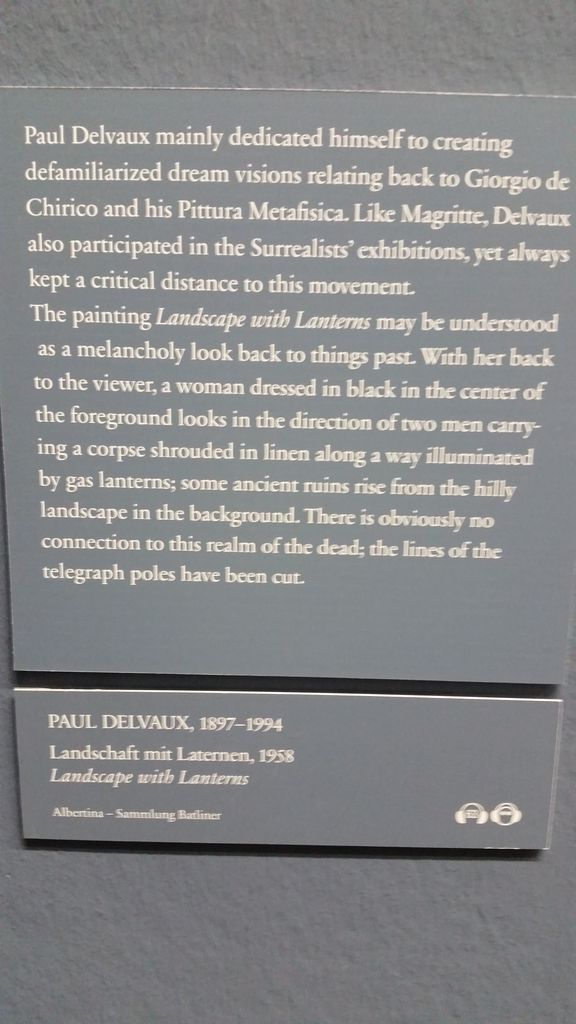 Paul Delvaux mainly dedicated himself to creating
defamiliarized dream visions relating back to Giorgio de
Chirico and his Pittura Metafisica. Like Magritte, Delvaux
also participated in the Surrealists' exhibitions, yet always
kept a critical distance to this movement.
The painting Landscape with Lanterns may be understood
as a melancholy look back to things past. With her back
to the viewer, a woman dressed in black in the center of
the foreground looks in the direction of two men carry-
ing a corpse shrouded in linen along a way illuminated
by gas lanterns; some ancient ruins rise from the hilly
landscape in the background. There is obviously no
connection to this realm of the dead; the lines of the
telegraph poles have been cut.
PAUL DELVAUX, 1897–1994
Landschaft mit Laternen, 1958
Landscape with Lanterns
Albertina – Sammlung Batliner